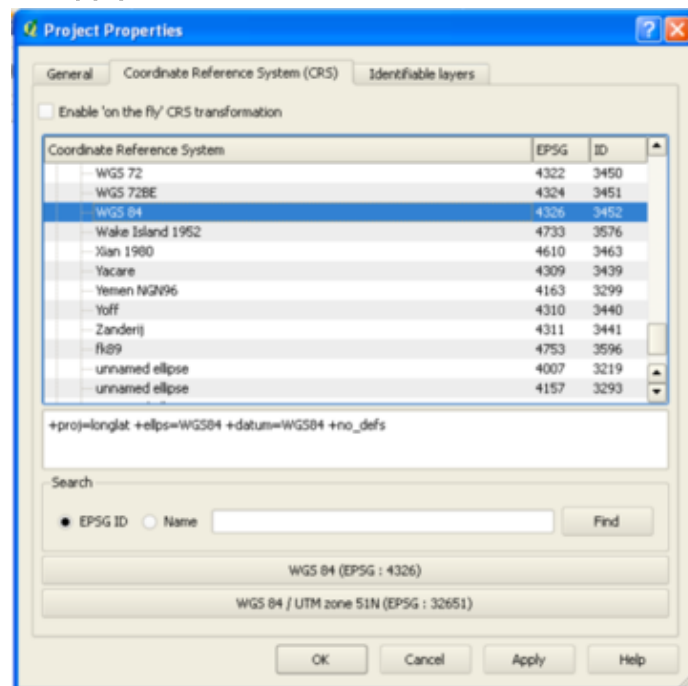 Project Properties
General Coordinate Reference System (CRS) Identifiable layers
Enable 'on the fly' CRS transformation
Coordinate Reference System EPSG ID
WGS 72 4322 3450
WGS 72BE 4324 3451
WGS 84 4326 3452
Wake Island 1952 4733 3576
Xian 1980 4610 3463
Yacare 4309 3439
Yemen NGN96 4163 3299
Yoff 4310 3440
Zanderij 4311 3441
fk89 4753 3596
unnamed ellipse 4007 3219
unnamed ellipse 4157 3293
+proj=longlat +ellps=WGS84 +datum=WGS84 +no_defs
Search
EPSG ID Name Find
WGS 84 (EPSG : 4326)
WGS 84 / UTM zone 51N (EPSG : 32651)
OK Cancel Apply Help